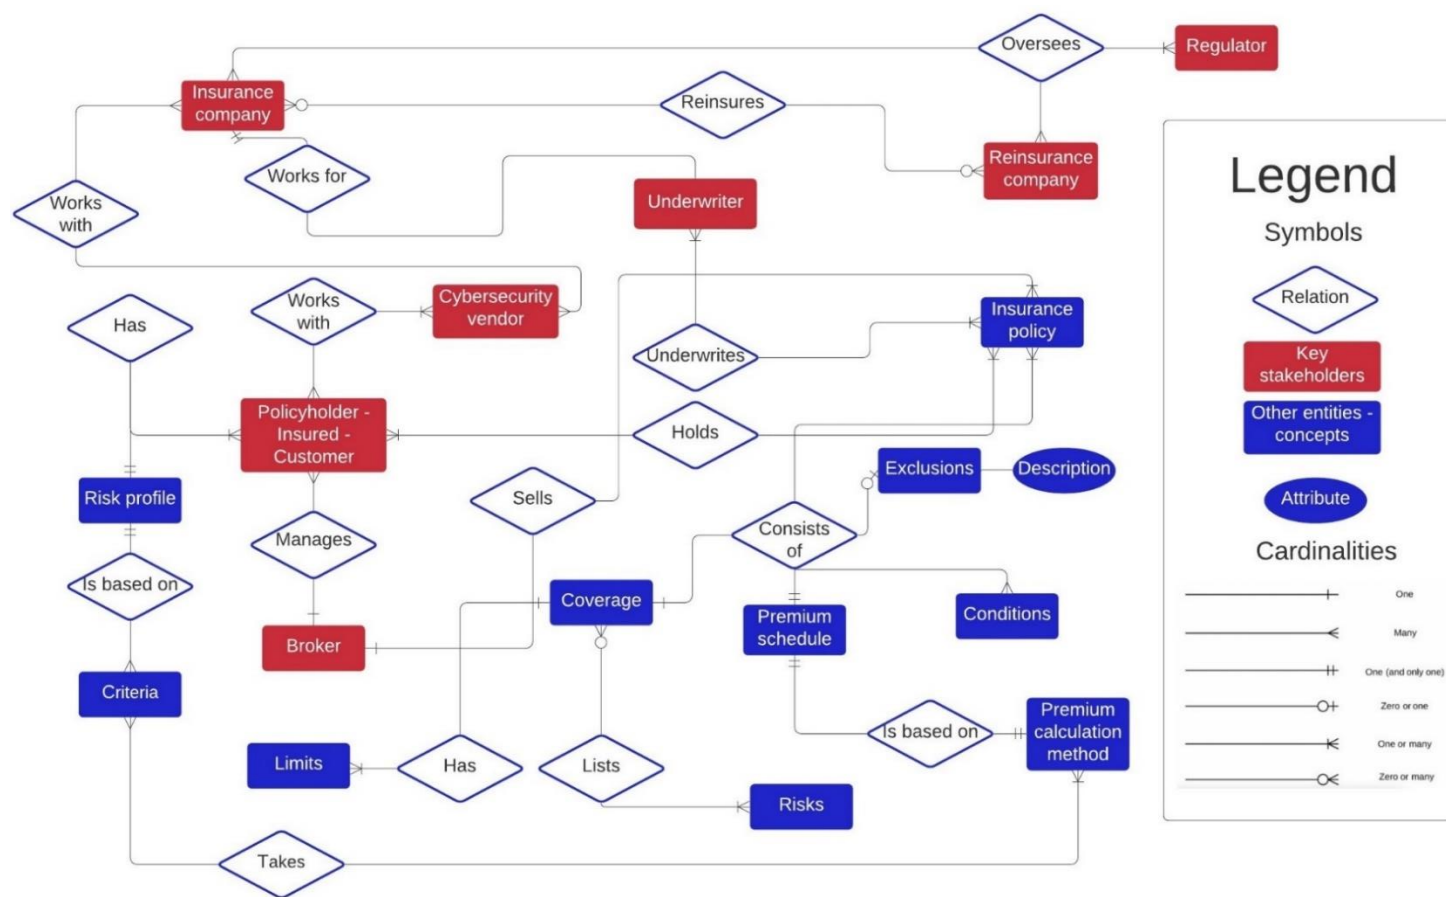 Oversees
Regulator
Insurance
company
Reinsures
Reinsurance
company
Works for
Works
with
Underwriter
Has
Works
with
Cybersecurity
vendor
Insurance
policy
Underwrites
Policyholder -
Insured -
Customer
Holds
Exclusions
Description
Risk profile
Sells
Manages
Consists
of
Is based on
Coverage
Premium
schedule
Conditions
Broker
Criteria
Limits
Has
Lists
Is based on
Premium
calculation
method
Risks
Takes
Legend
Symbols
Relation
Key
stakeholders
Other entities -
concepts
Attribute
Cardinalities
One
Many
One (and only one)
Zero or one
One or many
Zero or many